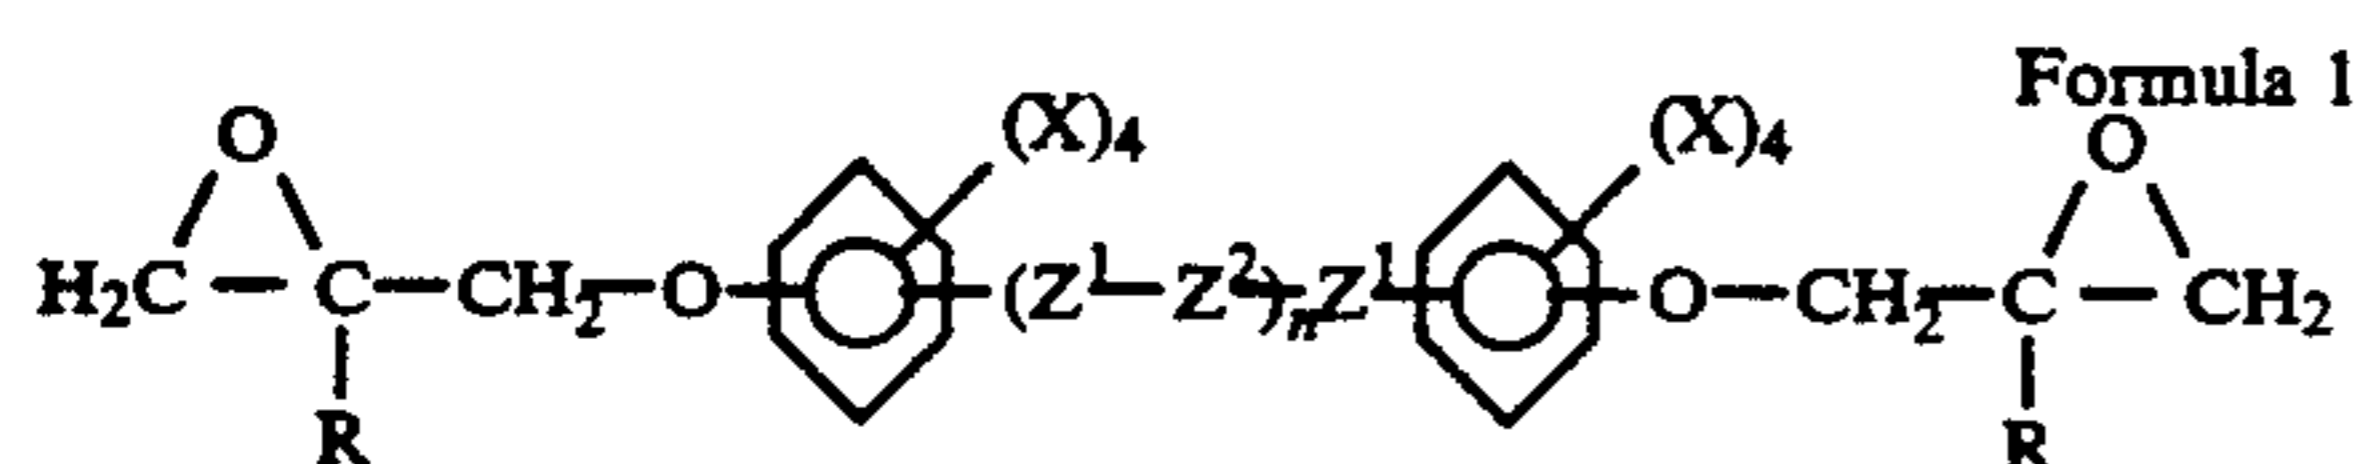 Formula 1
O (X)4 (X)4 O
H2C — C — CH2 — O — (Z1 — Z2)n Z1 — O — CH2 — C — CH2
R R